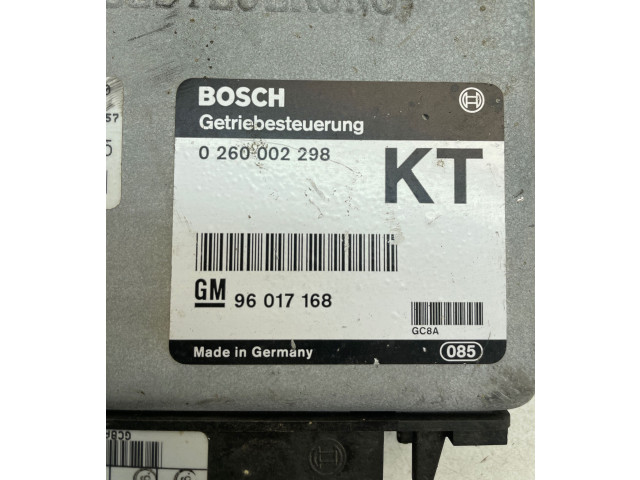 BOSCH
Getriebesteuerung
0 260 002 298
KT
GM 96 017 168
GC8A
Made in Germany
085